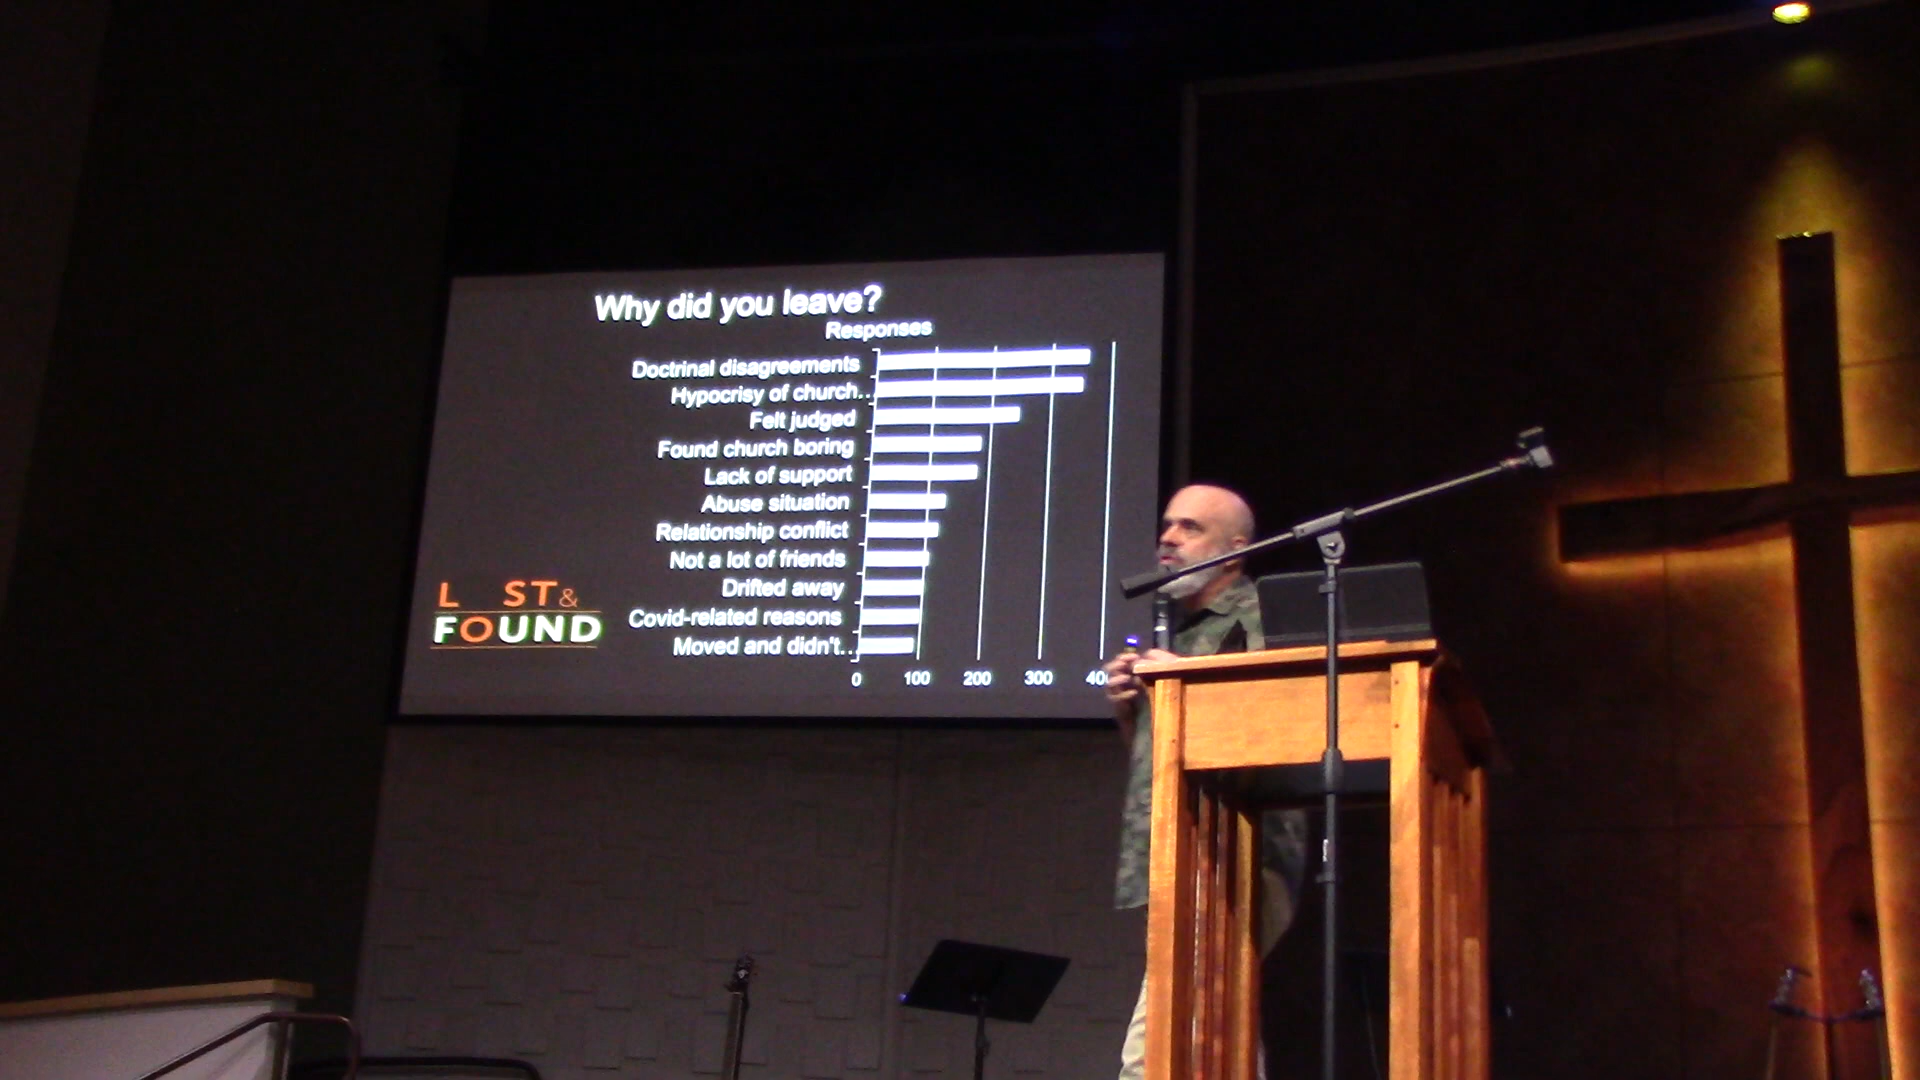 Why did you leave?
Responses
Doctrinal disagreements
Hypocrisy of church...
Felt judged
Found church boring
Lack of support
Abuse situation
Relationship conflict
Not a lot of friends
Drifted away
Covid-related reasons
Moved and didn't...
0 100 200 300 40
L ST &
FOUND